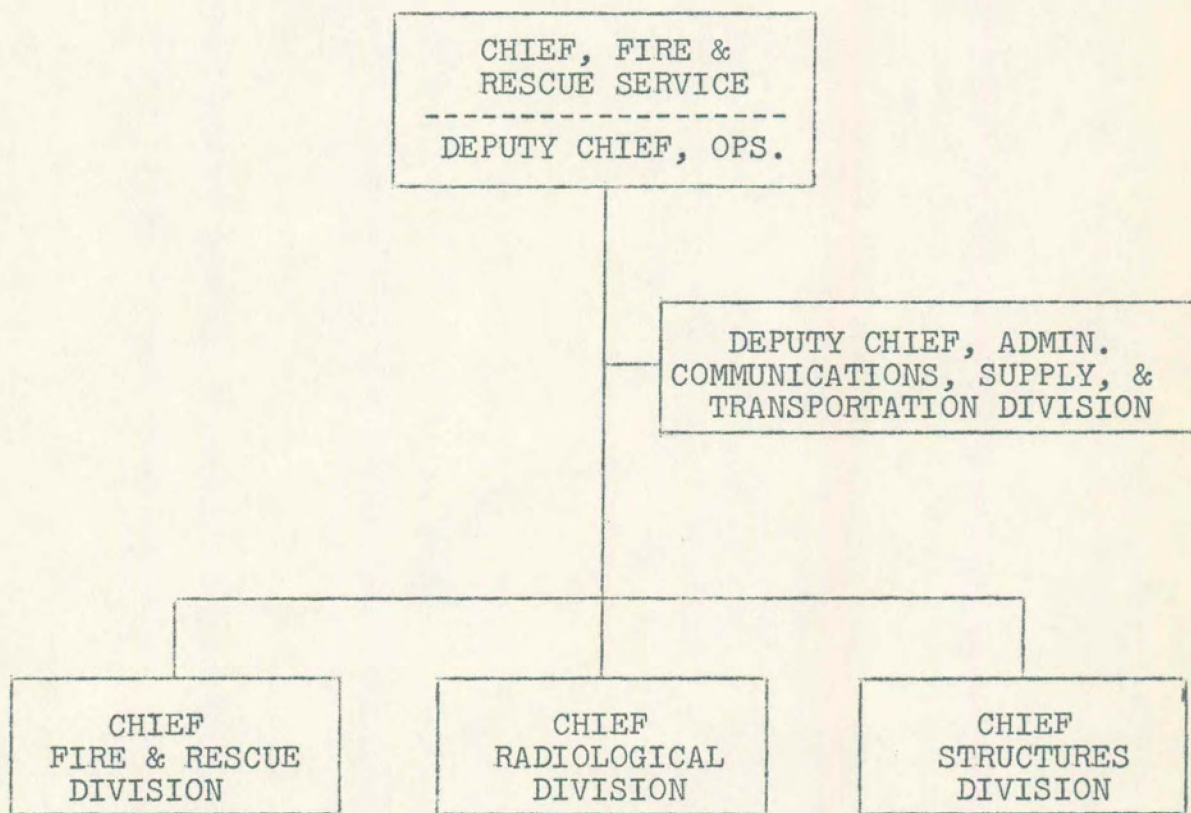 CHIEF, FIRE &
RESCUE SERVICE
DEPUTY CHIEF, OPS.
DEPUTY CHIEF, ADMIN.
COMMUNICATIONS, SUPPLY, &
TRANSPORTATION DIVISION
CHIEF
FIRE & RESCUE
DIVISION
CHIEF
RADIOLOGICAL
DIVISION
CHIEF
STRUCTURES
DIVISION